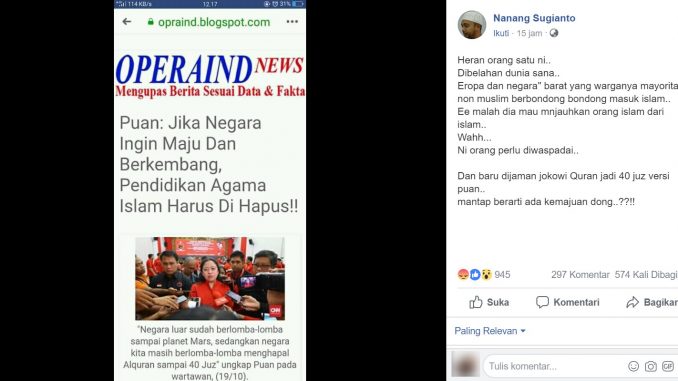 114 KB/s
12.17
31%
opraind.blogspot.com
OPERAIND NEWS
Mengupas Berita Sesuai Data & Fakta
Puan: Jika Negara
Ingin Maju Dan
Berkembang,
Pendidikan Agama
Islam Harus Di Hapus!!
CNN
"Negara luar sudah berlomba-lomba
sampai planet Mars, sedangkan negara
kita masih berlomba-lomba menghapal
Alquran sampai 40 Juz" ungkap Puan pada
wartawan, (19/10).
Nanang Sugianto
Ikuti · 15 jam ·
Heran orang satu ni..
Dibelahan dunia sana..
Eropa dan negara" barat yang warganya mayorita
non muslim berbondong bondong masuk islam..
Ee malah dia mau mnjauhkan orang islam dari
islam..
Wahh...
Ni orang perlu diwaspadai..
Dan baru dijaman jokowi Quran jadi 40 juz versi
puan..
mantap berarti ada kemajuan dong..??!!
945
297 Komentar 574 Kali Dibagi
Suka Komentari Bagikan
Paling Relevan
Tulis komentar...